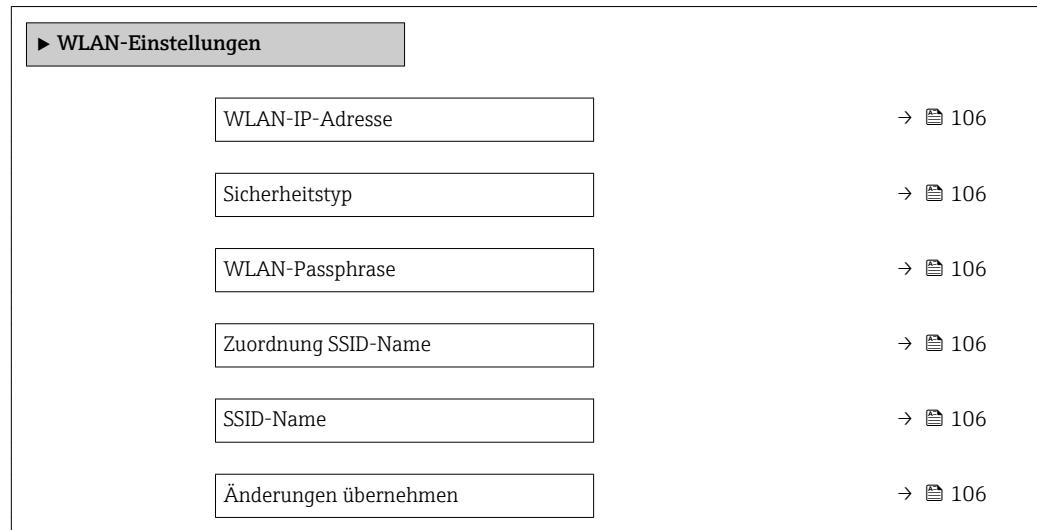 ▶ WLAN-Einstellungen
WLAN-IP-Adresse → 106
Sicherheitstyp → 106
WLAN-Passphrase → 106
Zuordnung SSID-Name → 106
SSID-Name → 106
Änderungen übernehmen → 106